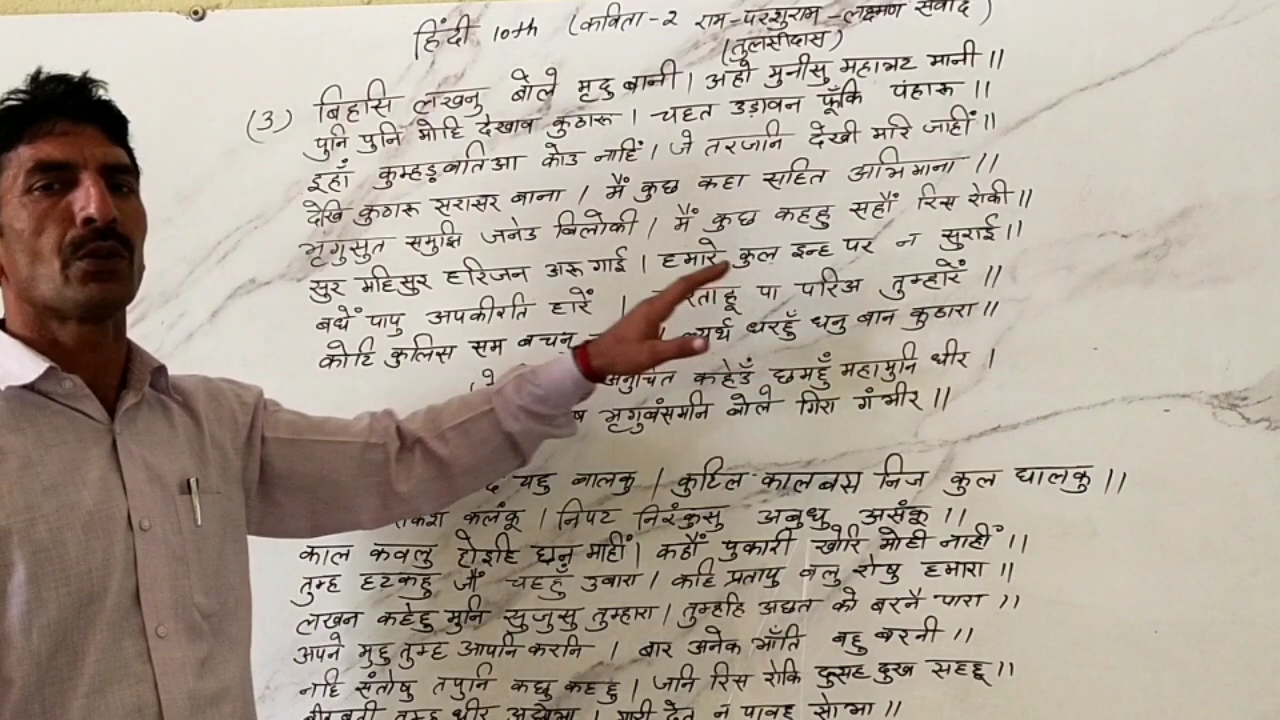 हिंदी 10th (कविता-2 राम-परशुराम-लक्ष्मण संवाद)
(तुलसीदास)
(3) बिहसि लखनु बोले मृदु बानी। अहो मुनीसु महाभट मानी॥
पुनि पुनि मोहि देखाव कुठारू। चहत उड़ावन फूँकि पंहारू॥
इहाँ कुम्हड़बतिआ कोउ नाहिं। जे तरजनि देखी मरि जाहीं॥
देखि कुठारू सरासर बाना। मैं कुछ कहा सहित अभिमाना॥
भृगुसुत समुझि जनेउ बिलोकी। मैं कुछ कहहु सहौं रिस रोकी॥
सुर महिसुर हरिजन अरू गाई। हमारे कुल इन्ह पर न सुराई॥
बधें पापु अपकीरति हारें। पा परिअ तुम्हारें॥
कोटि कुलिस सम बचन धरहुँ धनु बान कुठारा॥
अनुचित कहेउँ छमहुँ महामुनि धीर।
भृगुबंसमनि बोले गिरा गंभीर॥
यहु बालकु। कुटिल कालबस निज कुल घालकु॥
कलंकू। निपट निरंकुसु अबुधु असंकू॥
काल कवलु होइहि छनु माहीं। कहौं पुकारी खोरि मोही नाहीं॥
तुम्ह हटकहु जौं चहहुँ उबारा। कहि प्रतापु बलु रोषु हमारा॥
लखन कहेहु मुनि सुजुसु तुम्हारा। तुम्हहि अछत को बरनै पारा॥
अपने मुहु तुम्ह आपनि करनि। बार अनेक भाँति बहु बरनी॥
नहि संतोषु तपुनि कछु कहहु। जनि रिस रोकि दुसह दुख सहहू॥
तुम्ह धीर अछोभा। गारी देत न पावहु सोभा॥